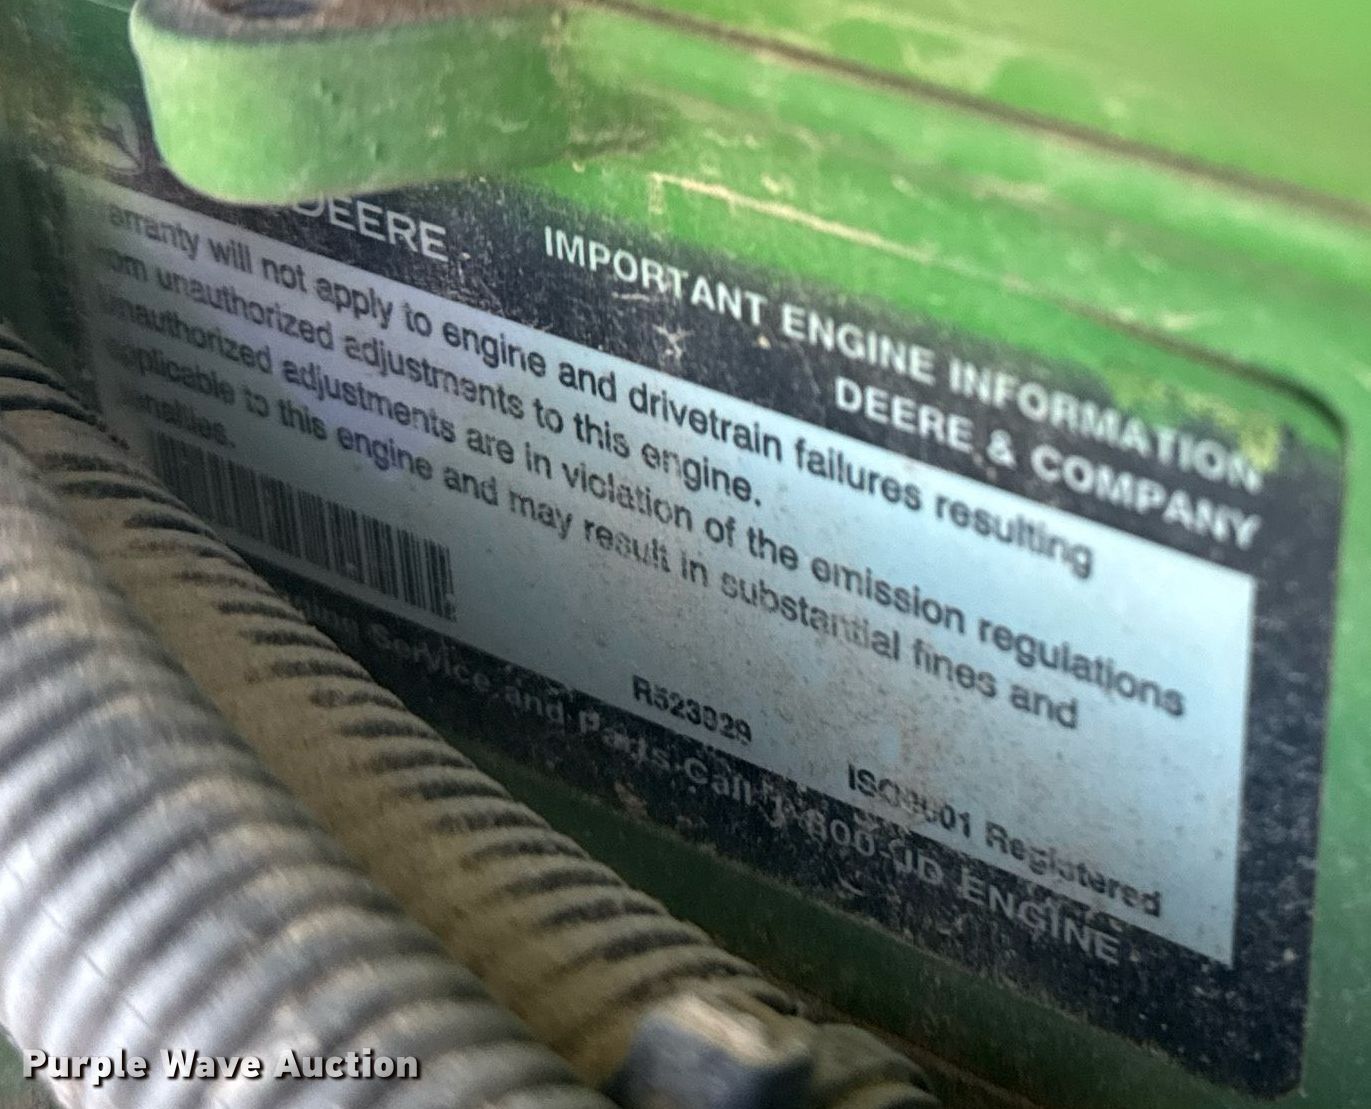 DEERE
IMPORTANT ENGINE INFORMATION
DEERE & COMPANY
will not apply to engine and drivetrain failures resulting
unauthorized adjustments to this engine.
adjustments are in violation of the emission regulations
to this engine and may result in substantial fines and
R523029
ISO 9001 Registered
Service and Parts Call 1-800-JD ENGINE
Purple Wave Auction